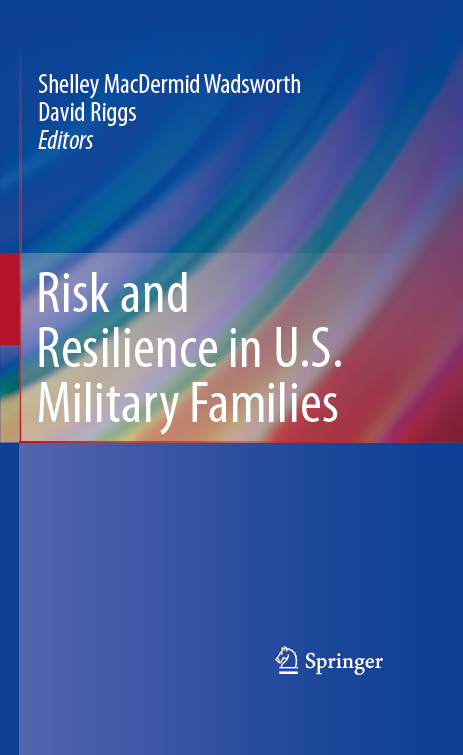 Shelley MacDermid Wadsworth
David Riggs
Editors
Risk and
Resilience in U.S.
Military Families
Springer